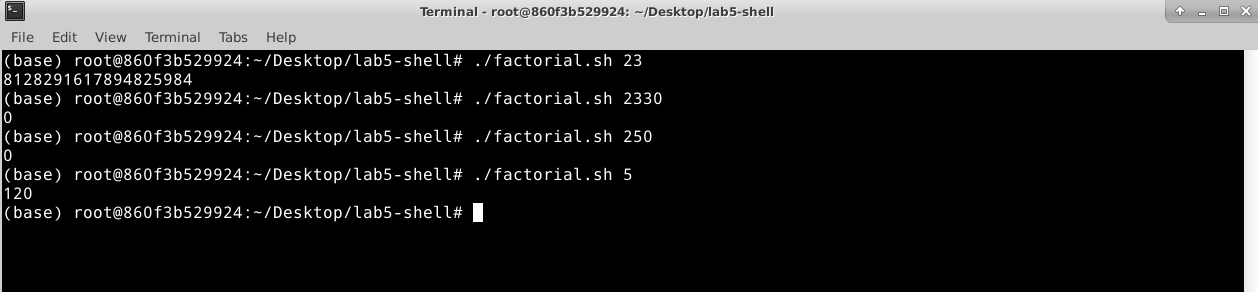 Terminal - root@860f3b529924: ~/Desktop/lab5-shell
File Edit View Terminal Tabs Help
(base) root@860f3b529924:~/Desktop/lab5-shell# ./factorial.sh 23
8128291617894825984
(base) root@860f3b529924:~/Desktop/lab5-shell# ./factorial.sh 2330
0
(base) root@860f3b529924:~/Desktop/lab5-shell# ./factorial.sh 250
0
(base) root@860f3b529924:~/Desktop/lab5-shell# ./factorial.sh 5
120
(base) root@860f3b529924:~/Desktop/lab5-shell#